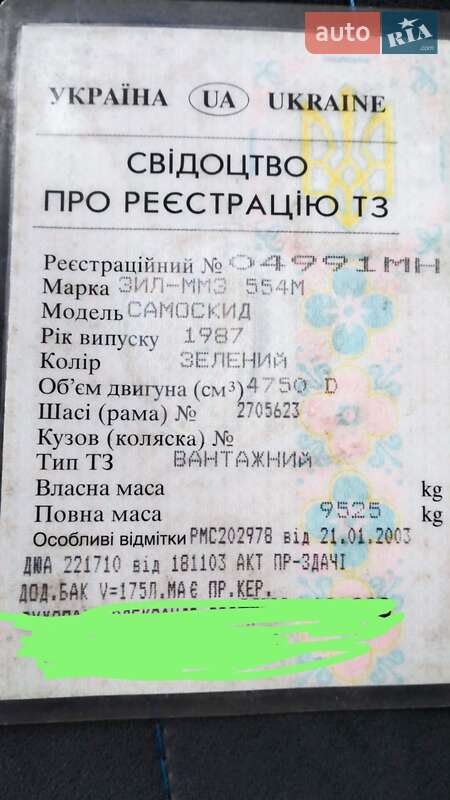 auto RIA .com
УКРАЇНА UA UKRAINE
СВІДОЦТВО
ПРО РЕЄСТРАЦІЮ ТЗ
Реєстраційний № 04991МН
Марка ЗИЛ-ММЗ 554М
Модель САМОСКИД
Рік випуску 1987
Колір ЗЕЛЕНИЙ
Об'єм двигуна (см³) 4750 D
Шасі (рама) № 2705623
Кузов (коляска) №
Тип ТЗ ВАНТАЖНИЙ
Власна маса kg
Повна маса 9525 kg
Особливі відмітки РМС202978 від 21.01.2003
ДЮА 221710 від 181103 АКТ ПР-ЗДАЧІ
ДОД.БАК V=175Л.МАЄ ПР.КЕР.